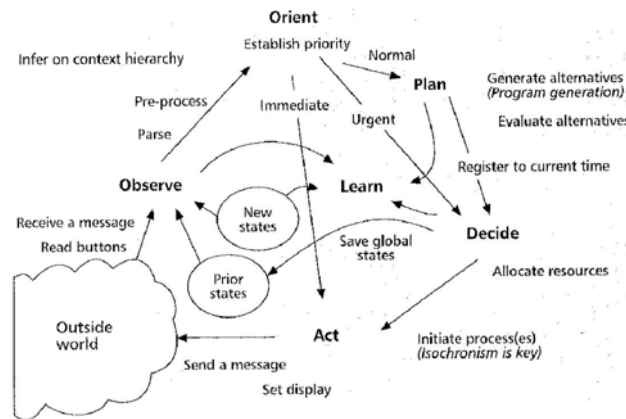 Orient
Establish priority
Infer on context hierarchy
Normal
Plan
Generate alternatives
(Program generation)
Pre-process
Immediate
Urgent
Evaluate alternatives
Parse
Register to current time
Observe
Learn
New
states
Receive a message
Read buttons
Decide
Save global
states
Prior
states
Allocate resources
Outside
world
Act
Initiate process(es)
(Isochronism is key)
Send a message
Set display